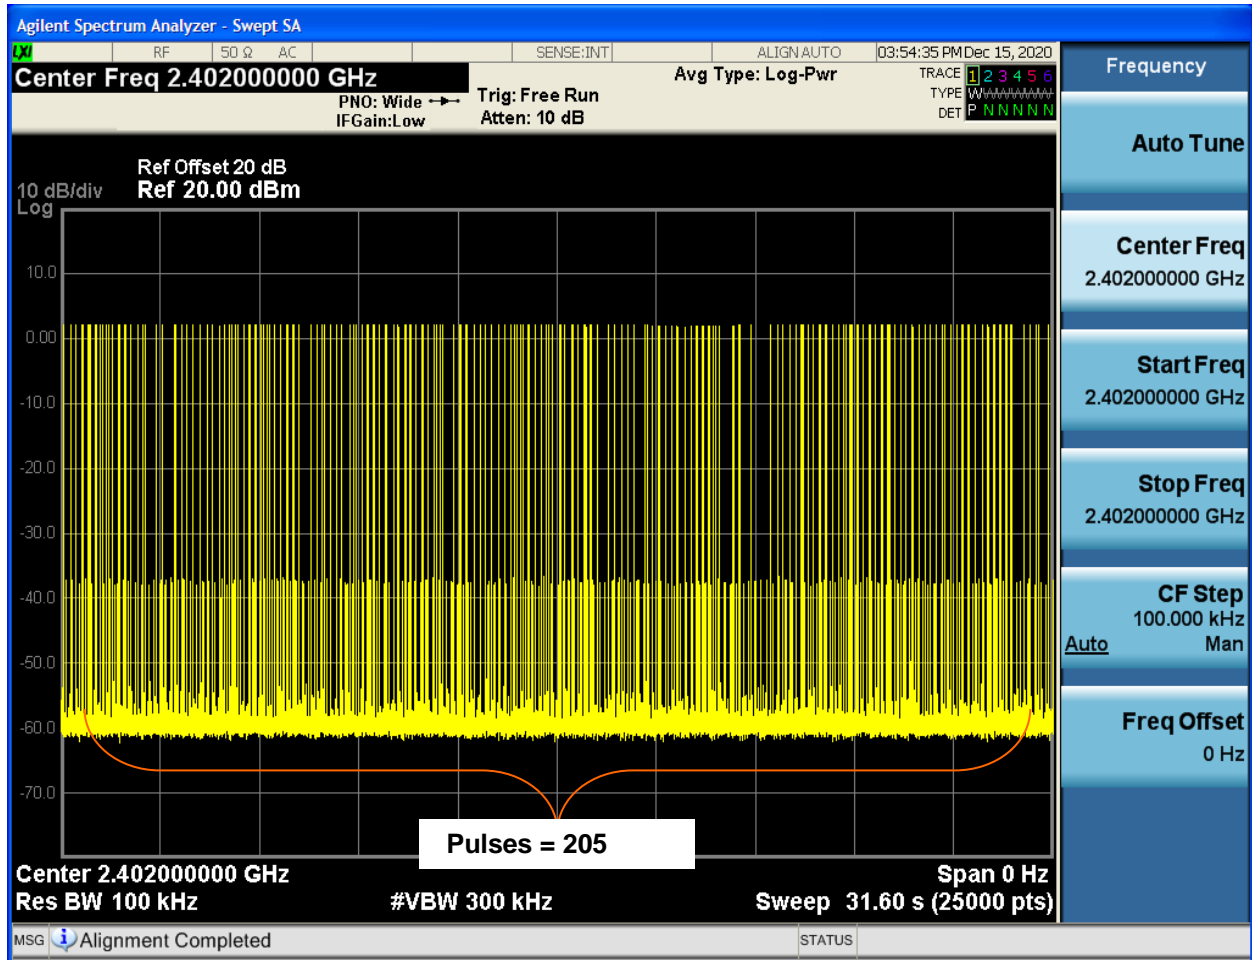 Agilent Spectrum Analyzer - Swept SA
LXI RF 50 Ω AC SENSE:INT ALIGN AUTO 03:54:35 PM Dec 15, 2020
Center Freq 2.402000000 GHz
PNO: Wide
IFGain:Low
Trig: Free Run
Atten: 10 dB
Avg Type: Log-Pwr
TRACE 1 2 3 4 5 6
TYPE W
DET P N N N N N
Ref Offset 20 dB
10 dB/div Ref 20.00 dBm
Log
10.0
0.00
-10.0
-20.0
-30.0
-40.0
-50.0
-60.0
-70.0
Pulses = 205
Center 2.402000000 GHz Span 0 Hz
Res BW 100 kHz #VBW 300 kHz Sweep 31.60 s (25000 pts)
MSG Alignment Completed STATUS
Frequency
Auto Tune
Center Freq
2.402000000 GHz
Start Freq
2.402000000 GHz
Stop Freq
2.402000000 GHz
CF Step
100.000 kHz
Auto Man
Freq Offset
0 Hz